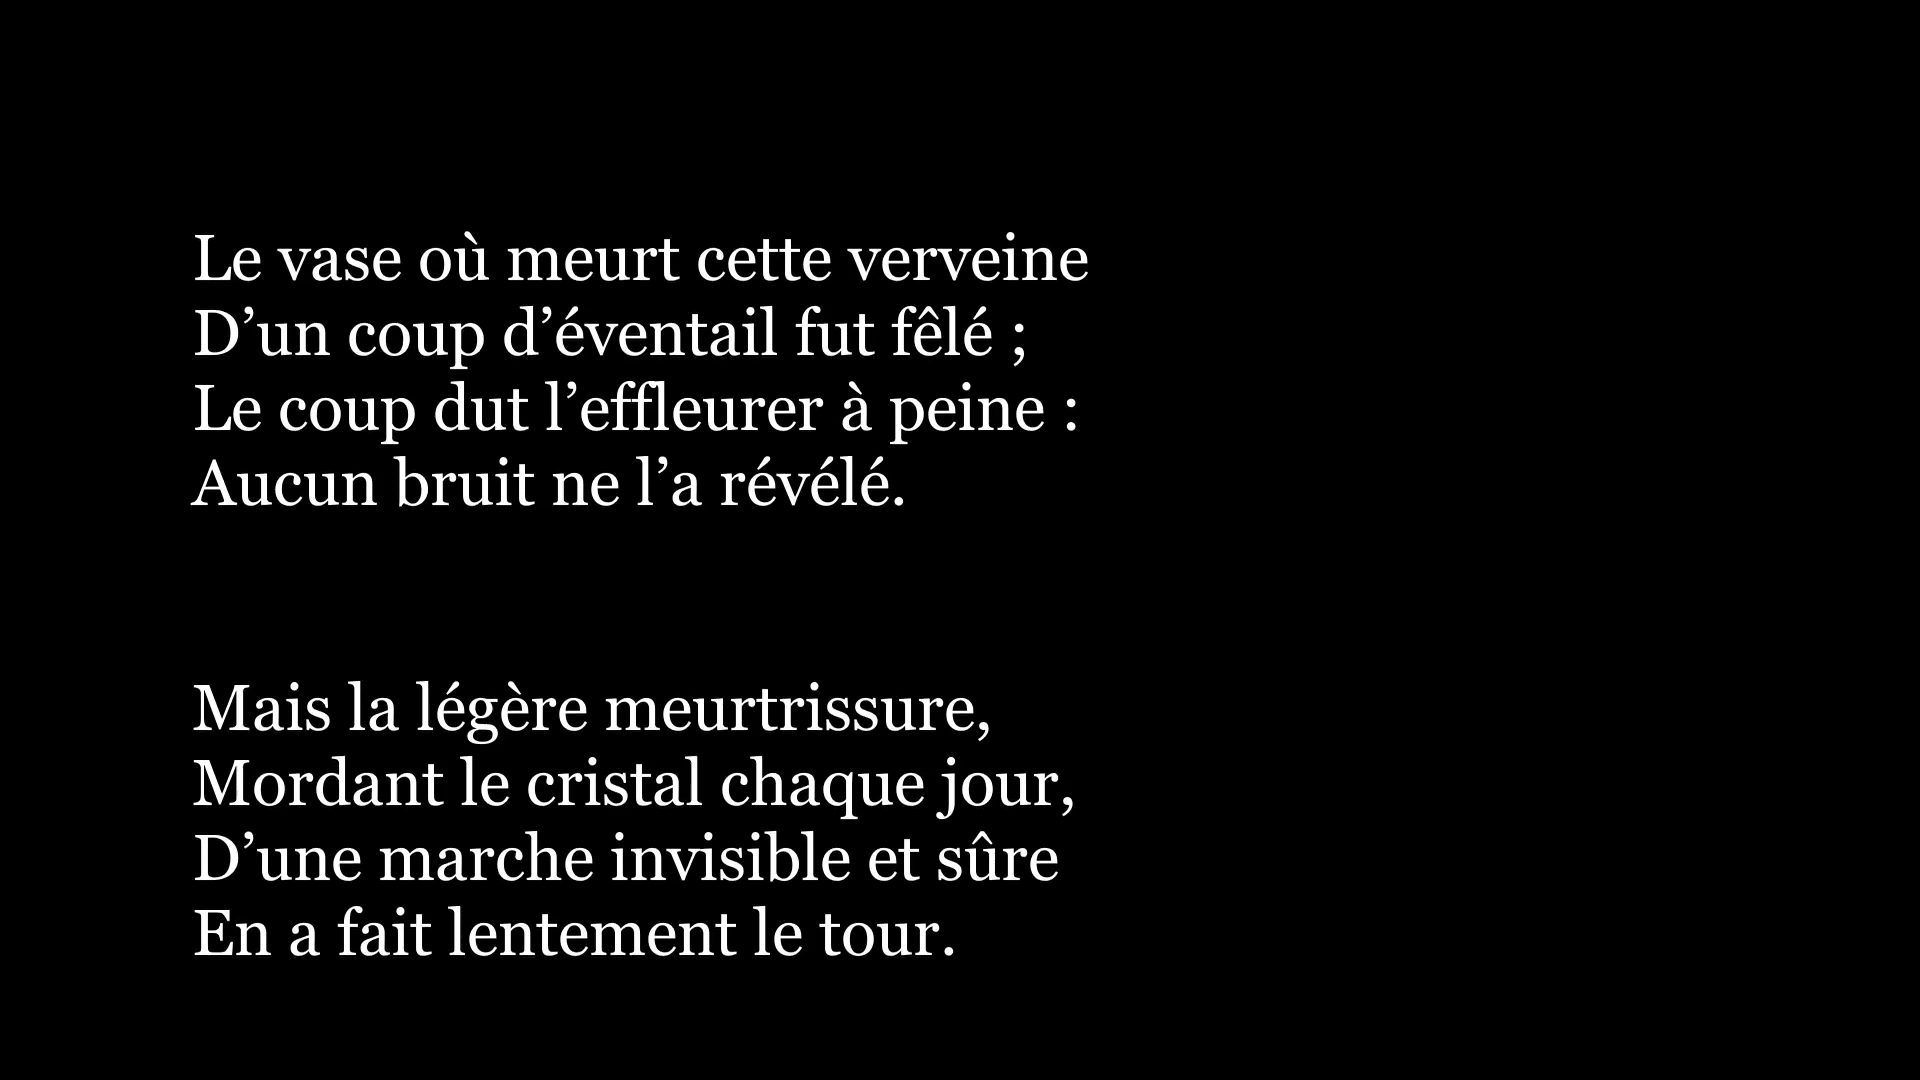 Le vase où meurt cette verveine
D’un coup d’éventail fut fêlé ;
Le coup dut l’effleurer à peine :
Aucun bruit ne l’a révélé.
Mais la légère meurtrissure,
Mordant le cristal chaque jour,
D’une marche invisible et sûre
En a fait lentement le tour.